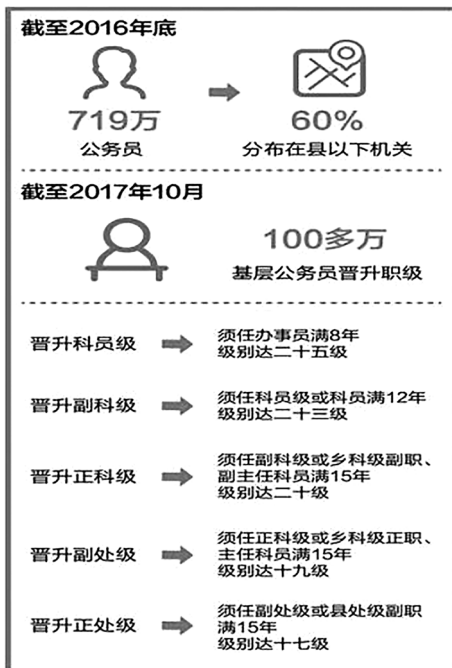 截至2016年底
719万
公务员
60%
分布在县以下机关
截至2017年10月
100多万
基层公务员晋升职级
晋升科员级
须任办事员满8年
级别达二十五级
晋升副科级
须任科员级或科员满12年
级别达二十三级
晋升正科级
须任副科级或乡科级副职、
副主任科员满15年
级别达二十级
晋升副处级
须任正科级或乡科级正职、
主任科员满15年
级别达十九级
晋升正处级
须任副处级或县处级副职
满15年
级别达十七级